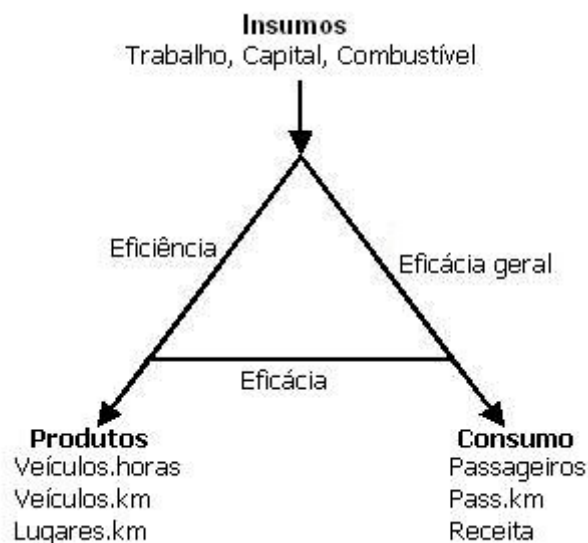 Insumos
Trabalho, Capital, Combustível
Eficiência
Eficácia geral
Eficácia
Produtos
Veículos.horas
Veículos.km
Lugares.km
Consumo
Passageiros
Pass.km
Receita